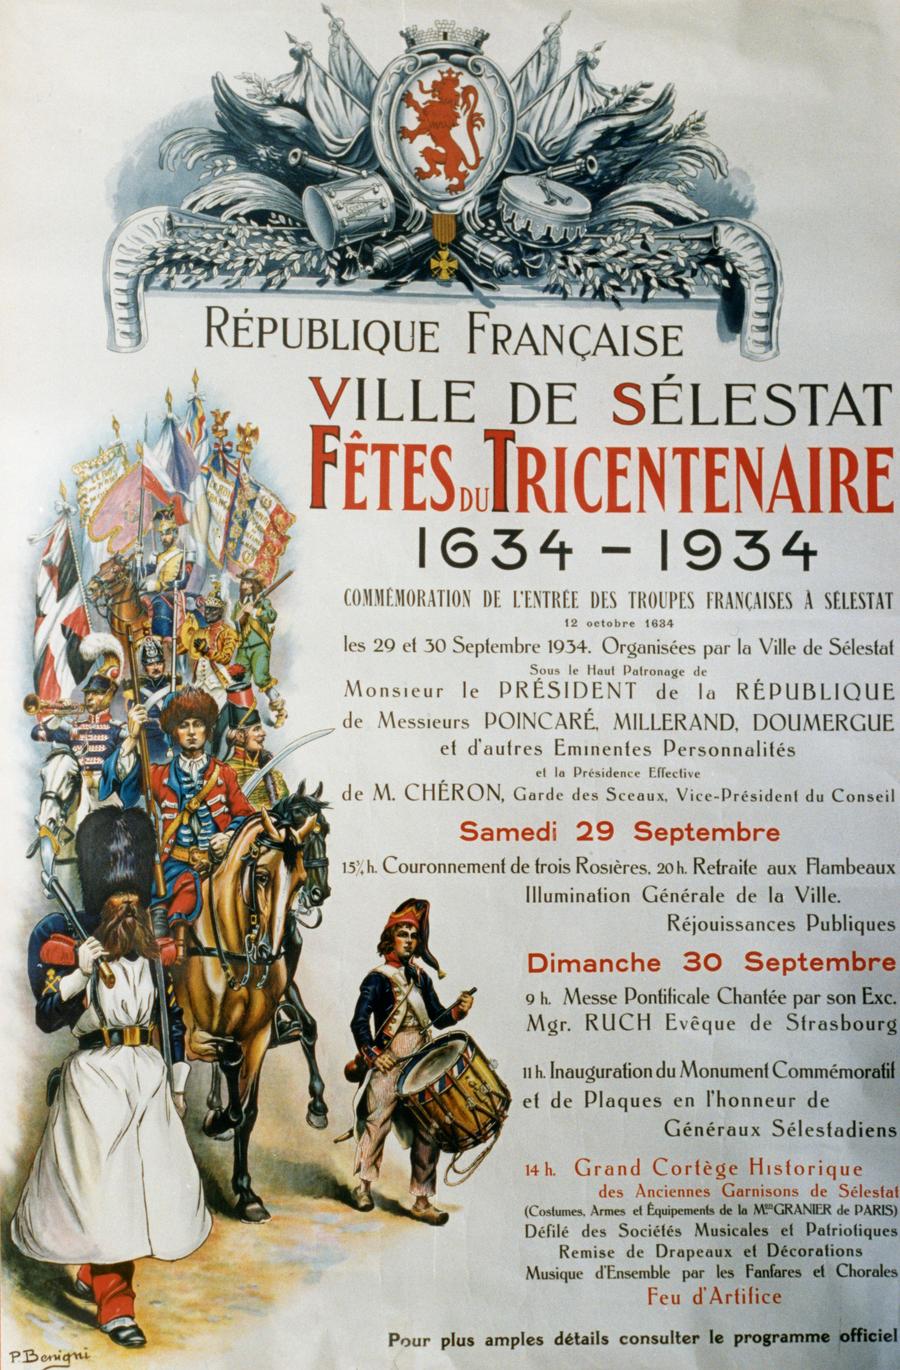 République Française
Ville de Sélestat
Fêtes du Tricentenaire
1634 - 1934
COMMÉMORATION DE L'ENTRÉE DES TROUPES FRANÇAISES À SÉLESTAT
12 octobre 1634
les 29 et 30 Septembre 1934. Organisées par la Ville de Sélestat
Sous le Haut Patronage de
Monsieur le PRÉSIDENT de la RÉPUBLIQUE
de Messieurs POINCARÉ, MILLERAND, DOUMERGUE
et d'autres Eminentes Personnalités
et la Présidence Effective
de M. CHÉRON, Garde des Sceaux, Vice-Président du Conseil
Samedi 29 Septembre
15¾ h. Couronnement de trois Rosières. 20 h. Retraite aux Flambeaux
Illumination Générale de la Ville.
Réjouissances Publiques
Dimanche 30 Septembre
9 h. Messe Pontificale Chantée par son Exc.
Mgr. RUCH Evêque de Strasbourg
11 h. Inauguration du Monument Commémoratif
et de Plaques en l'honneur de
Généraux Sélestadiens
14 h. Grand Cortège Historique
des Anciennes Garnisons de Sélestat
(Costumes, Armes et Équipements de la Mson GRANIER de PARIS)
Défilé des Sociétés Musicales et Patriotiques
Remise de Drapeaux et Décorations
Musique d'Ensemble par les Fanfares et Chorales
Feu d'Artifice
Pour plus amples détails consulter le programme officiel
P. Benigni